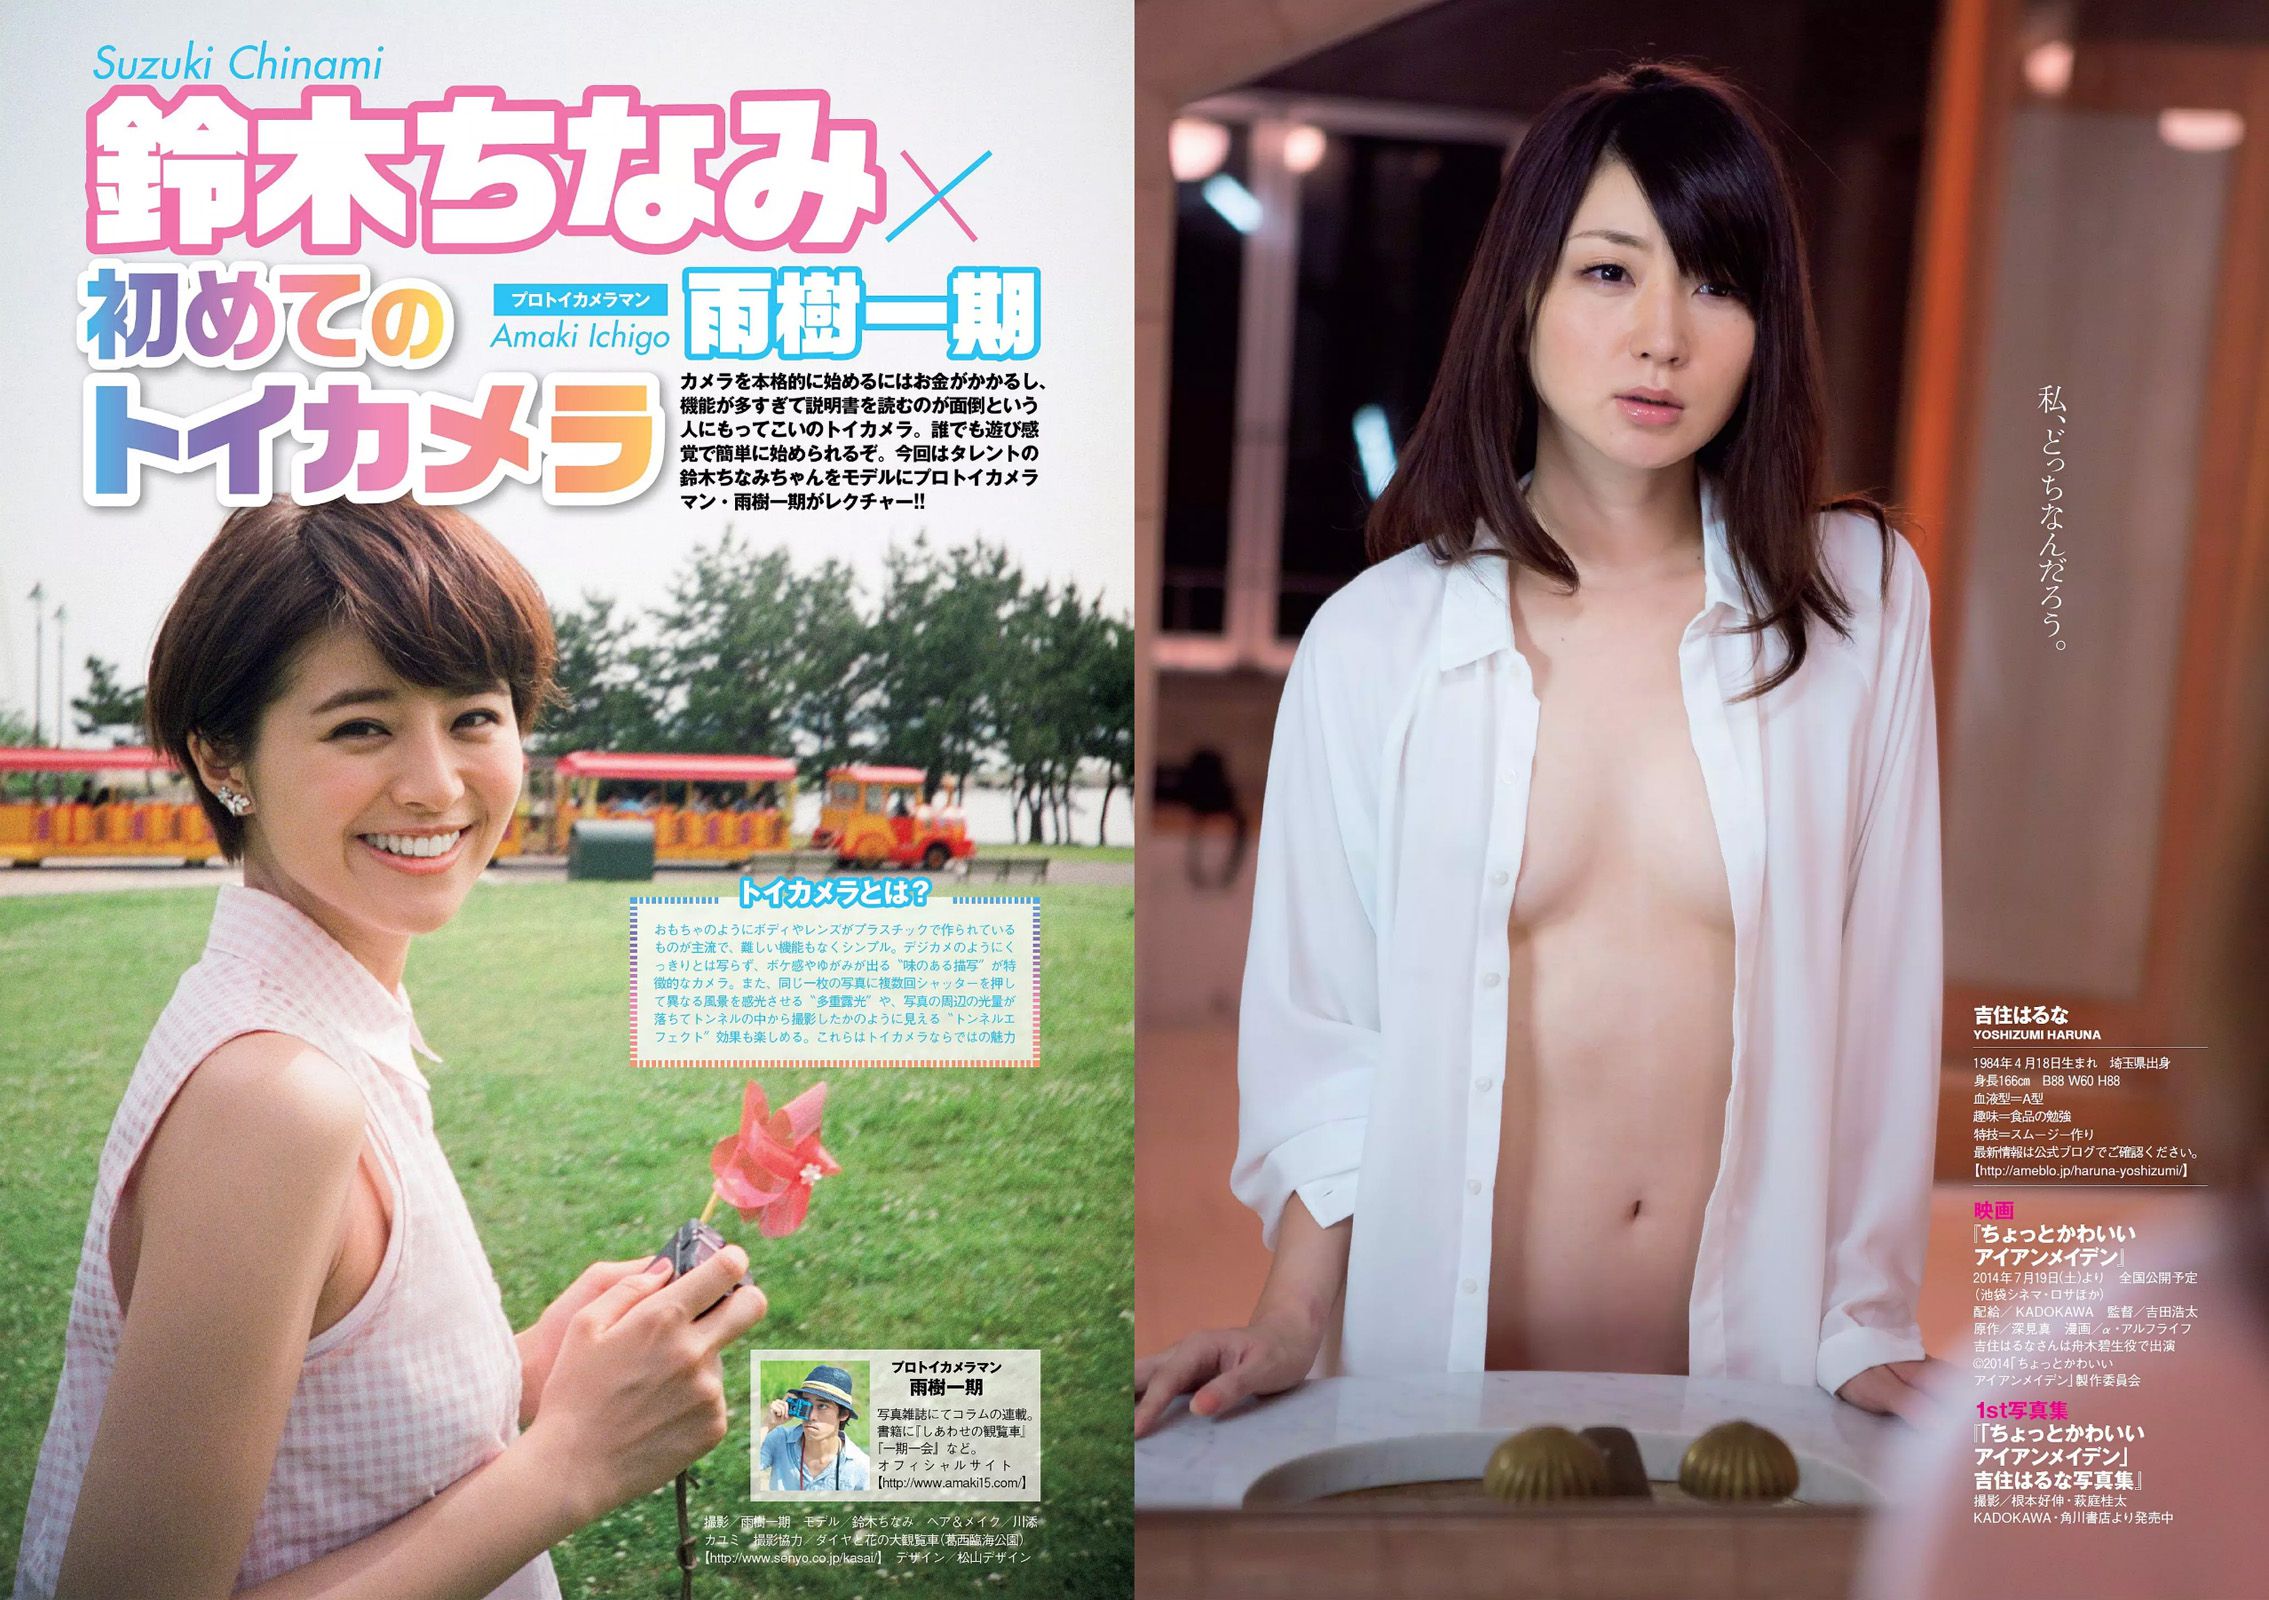 Suzuki Chinami
鈴木ちなみ×
初めての
トイカメラ
プロトイカメラマン
Amaki Ichigo
雨樹一期
カメラを本格的に始めるにはお金がかかるし、
機能が多すぎて説明書を読むのが面倒という
人にもってこいのトイカメラ。誰でも遊び感
覚で簡単に始められるぞ。今回はタレントの
鈴木ちなみちゃんをモデルにプロトイカメラ
マン・雨樹一期がレクチャー!!
トイカメラとは?
おもちゃのようにボディやレンズがプラスチックで作られている
ものが主流で、難しい機能もなくシンプル。デジカメのようにく
っきりとは写らず、ボケ感やゆがみが出る“味のある描写”が特
徴的なカメラ。また、同じ一枚の写真に複数回シャッターを押し
て異なる風景を感光させる“多重露光”や、写真の周辺の光量が
落ちてトンネルの中から撮影したかのように見える“トンネルエ
フェクト”効果も楽しめる。これらはトイカメラならではの魅力
プロトイカメラマン
雨樹一期
写真雑誌にてコラムの連載。
書籍に『しあわせの観覧車』
『一期一会』など。
オフィシャルサイト
【http://www.amaki15.com/】
撮影/雨樹一期 モデル/鈴木ちなみ ヘア&メイク/川添
カユミ 撮影協力/ダイヤと花の大観覧車(葛西臨海公園)
【http://www.senyo.co.jp/kasai/】 デザイン/松山デザイン
私、どっちなんだろう。
吉住はるな
YOSHIZUMI HARUNA
1984年4月18日生まれ 埼玉県出身
身長166㎝ B88 W60 H88
血液型=A型
趣味=食品の勉強
特技=スムージー作り
最新情報は公式ブログでご確認ください。
【http://ameblo.jp/haruna-yoshizumi/】
映画
『ちょっとかわいい
アイアンメイデン』
2014年7月19日(土)より 全国公開予定
(池袋シネマ・ロサほか)
配給/KADOKAWA 監督/吉田浩太
原作/深見真 漫画/α・アルフライラ
吉住はるなさんは舟木碧生役で出演
©2014「ちょっとかわいい
アイアンメイデン」製作委員会
1st写真集
『「ちょっとかわいい
アイアンメイデン」
吉住はるな写真集』
撮影/根本好伸・萩庭桂太
KADOKAWA・角川書店より発売中